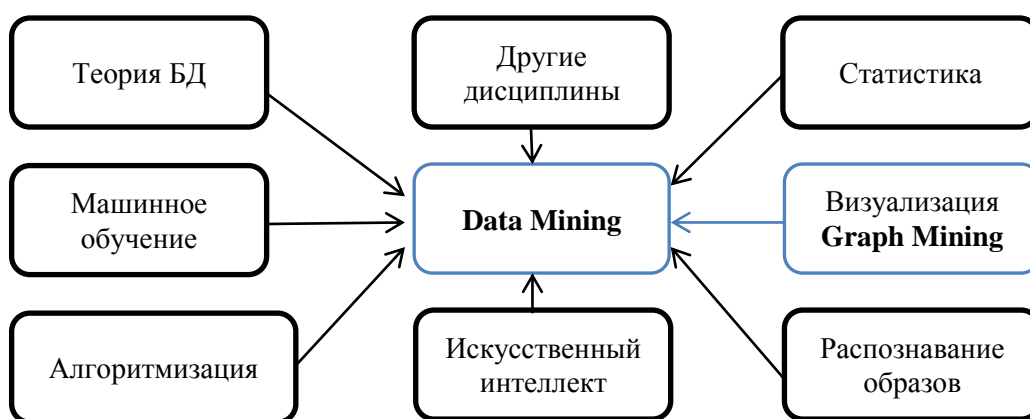 Теория БД
Другие
дисциплины
Статистика
Машинное
обучение
Data Mining
Визуализация
Graph Mining
Алгоритмизация
Искусственный
интеллект
Распознавание
образов